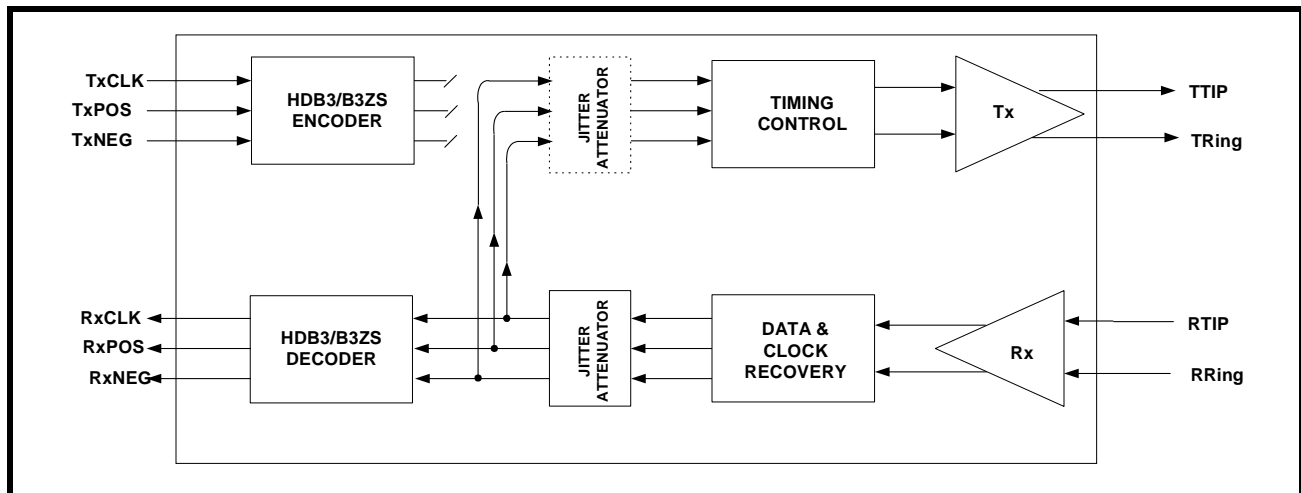 TxCLK
TxPOS
TxNEG
HDB3/B3ZS
ENCODER
JITTER
ATTENUATOR
TIMING
CONTROL
Tx
TTIP
TRing
RxCLK
RxPOS
RxNEG
HDB3/B3ZS
DECODER
JITTER
ATTENUATOR
DATA &
CLOCK
RECOVERY
Rx
RTIP
RRing